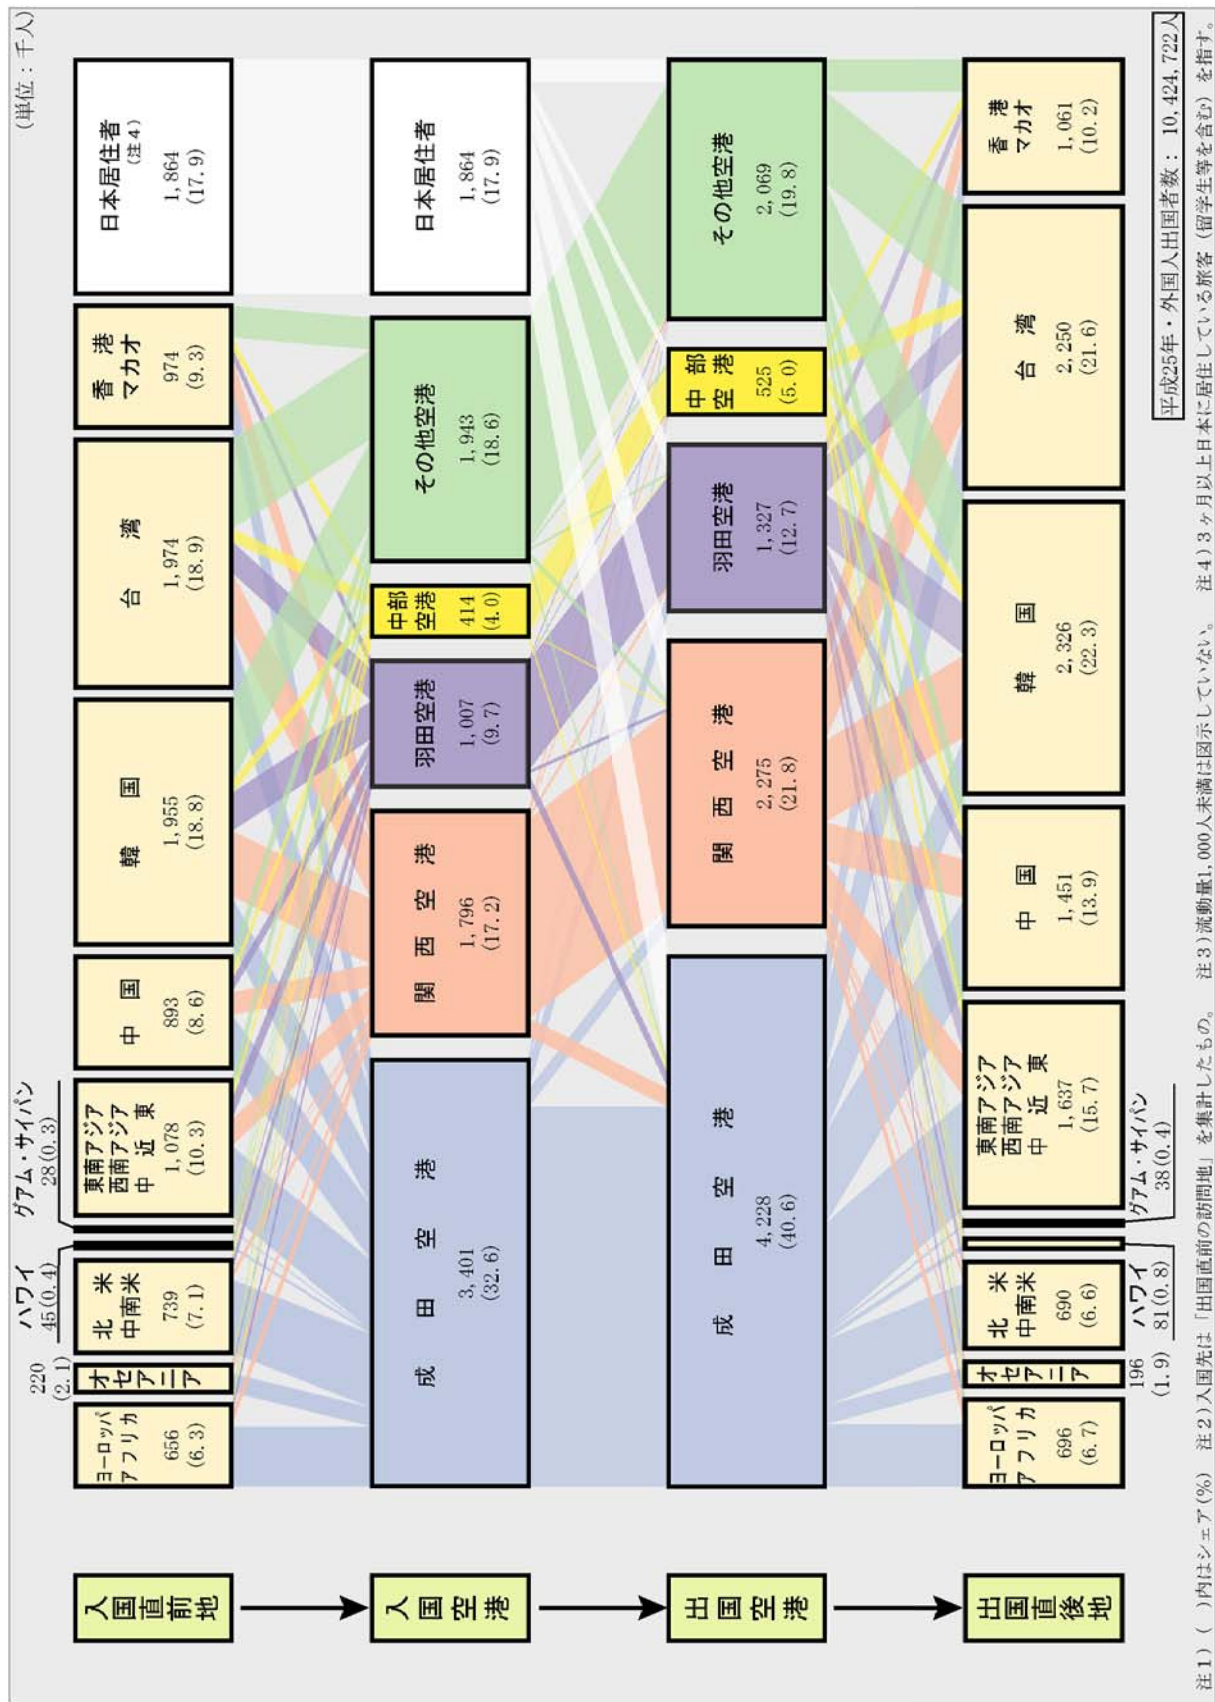 (単位：千人)
入国直前地
ヨーロッパ
アフリカ
656
(6.3)
オセアニア
220
(2.1)
北米
中南米
739
(7.1)
ハワイ
45(0.4)
グアム・サイパン
28(0.3)
東南アジア
西南アジア
中近東
1,078
(10.3)
中国
893
(8.6)
韓国
1,955
(18.8)
台湾
1,974
(18.9)
香港
マカオ
974
(9.3)
日本居住者
(注4)
1,864
(17.9)
入国空港
成田空港
3,401
(32.6)
関西空港
1,796
(17.2)
羽田空港
1,007
(9.7)
中部
空港
414
(4.0)
その他空港
1,943
(18.6)
日本居住者
1,864
(17.9)
出国空港
成田空港
4,228
(40.6)
関西空港
2,275
(21.8)
羽田空港
1,327
(12.7)
中部
空港
525
(5.0)
その他空港
2,069
(19.8)
出国直後地
ヨーロッパ
アフリカ
696
(6.7)
オセアニア
196
(1.9)
北米
中南米
690
(6.6)
ハワイ
81(0.8)
グアム・サイパン
38(0.4)
東南アジア
西南アジア
中近東
1,637
(15.7)
中国
1,451
(13.9)
韓国
2,326
(22.3)
台湾
2,250
(21.6)
香港
マカオ
1,061
(10.2)
平成25年・外国人出国者数：10,424,722人
注1)（ ）内はシェア(%)　注2)入国先は「出国直前の訪問地」を集計したもの。　注3)流動量1,000人未満は図示していない。　注4)3ヶ月以上日本に居住している旅客（留学生等を含む）を指す。